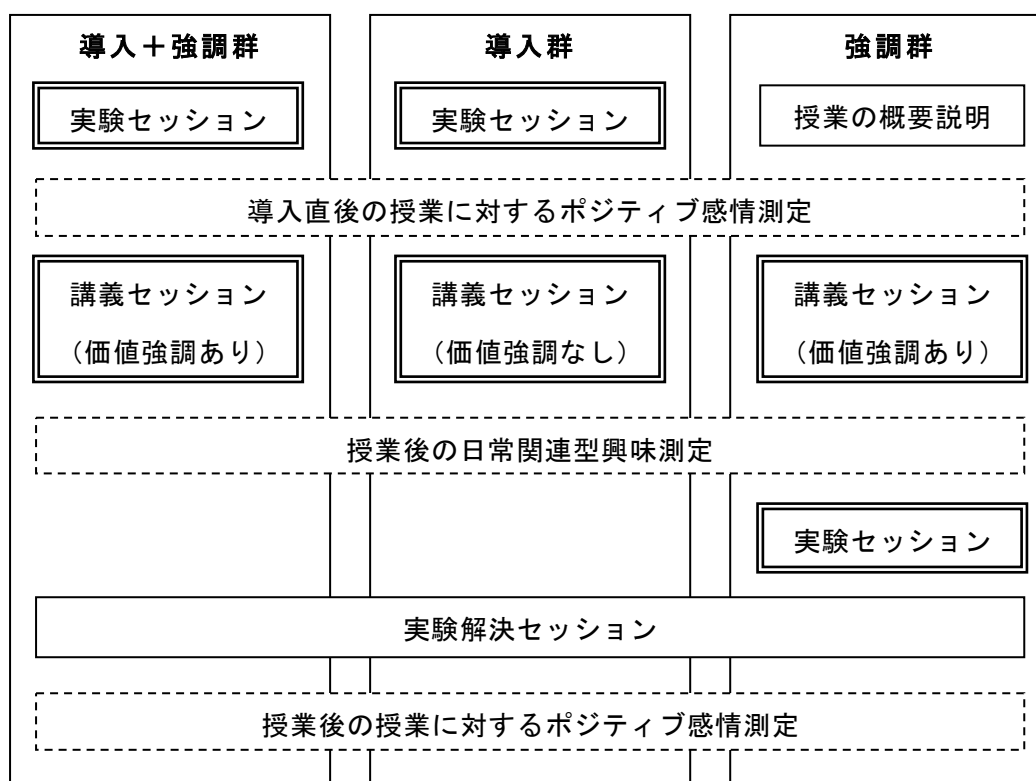 導入＋強調群
導入群
強調群
実験セッション
実験セッション
授業の概要説明
導入直後の授業に対するポジティブ感情測定
講義セッション
（価値強調あり）
講義セッション
（価値強調なし）
講義セッション
（価値強調あり）
授業後の日常関連型興味測定
実験セッション
実験解決セッション
授業後の授業に対するポジティブ感情測定